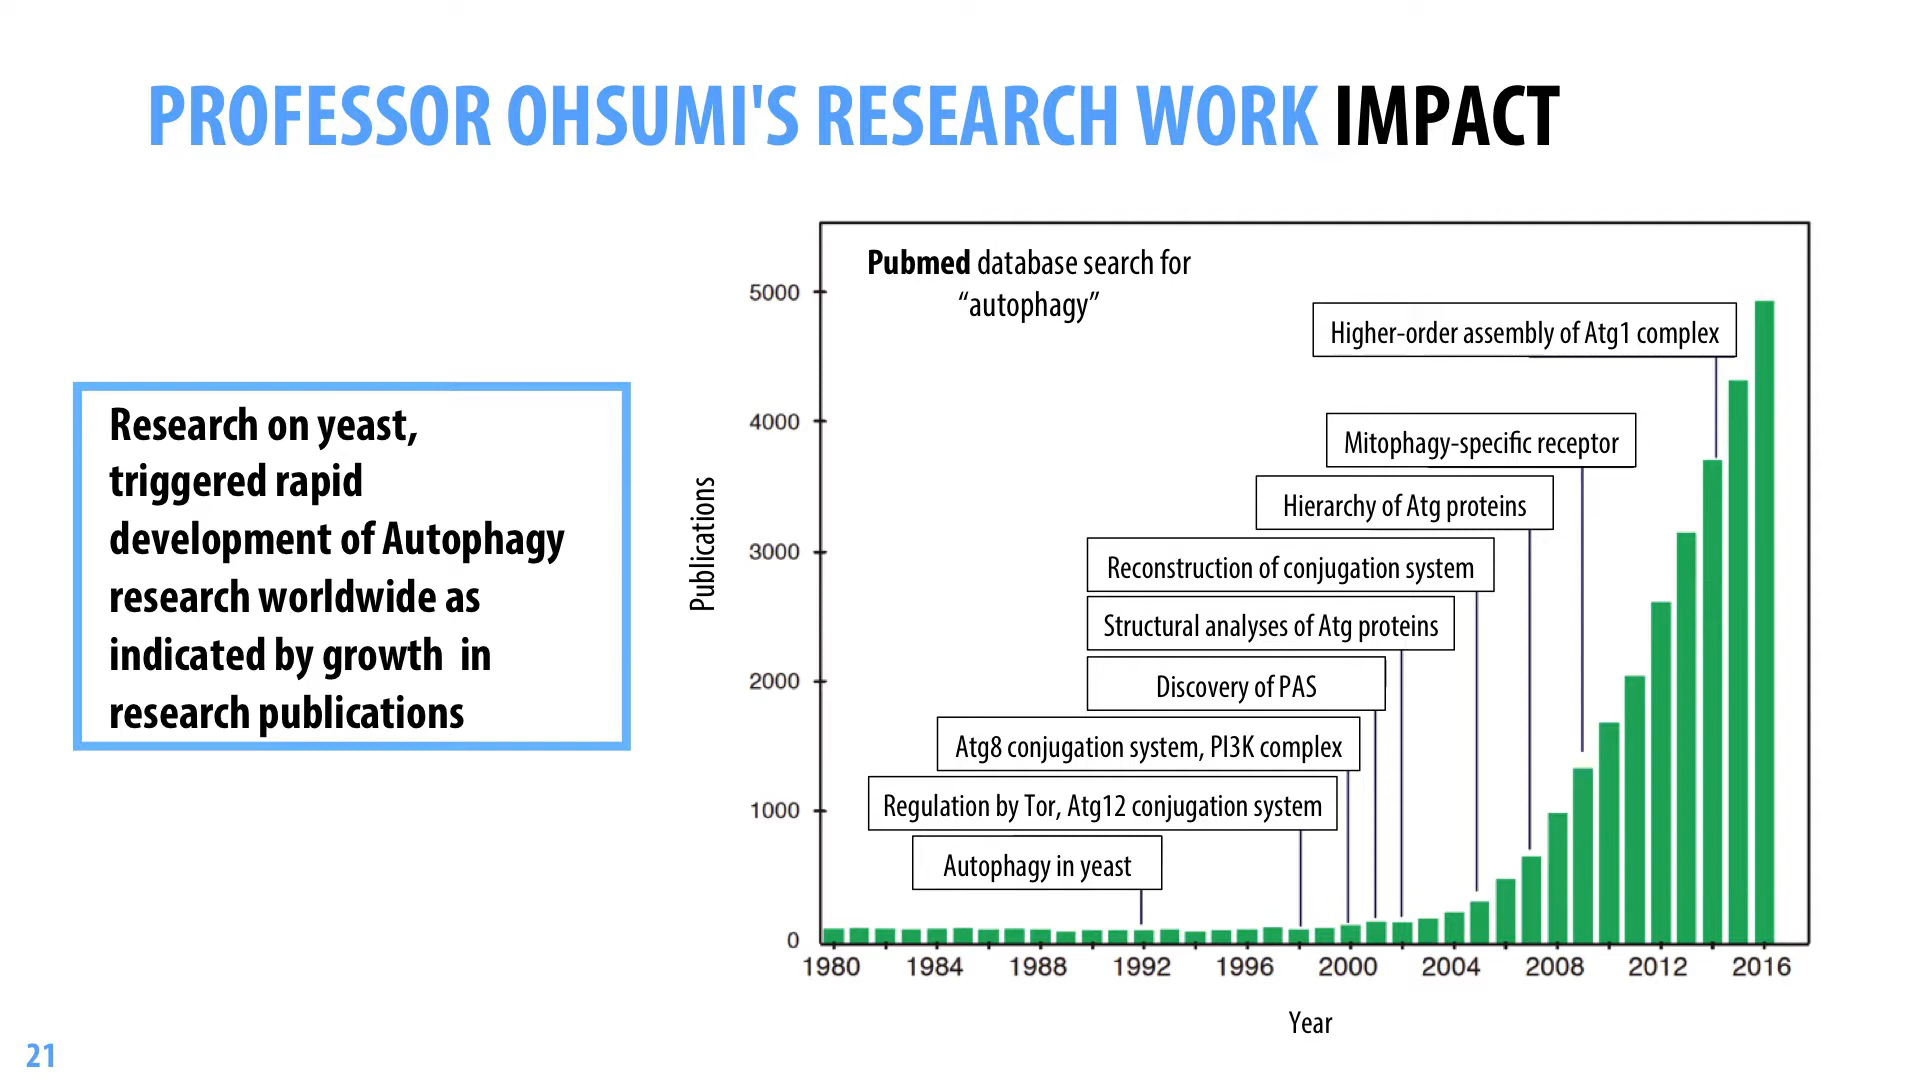 PROFESSOR OHSUMI'S RESEARCH WORK IMPACT
Research on yeast,
triggered rapid
development of Autophagy
research worldwide as
indicated by growth in
research publications
Pubmed database search for
“autophagy”
Publications
5000
4000
3000
2000
1000
0
Higher-order assembly of Atg1 complex
Mitophagy-specific receptor
Hierarchy of Atg proteins
Reconstruction of conjugation system
Structural analyses of Atg proteins
Discovery of PAS
Atg8 conjugation system, PI3K complex
Regulation by Tor, Atg12 conjugation system
Autophagy in yeast
1980 1984 1988 1992 1996 2000 2004 2008 2012 2016
Year
21